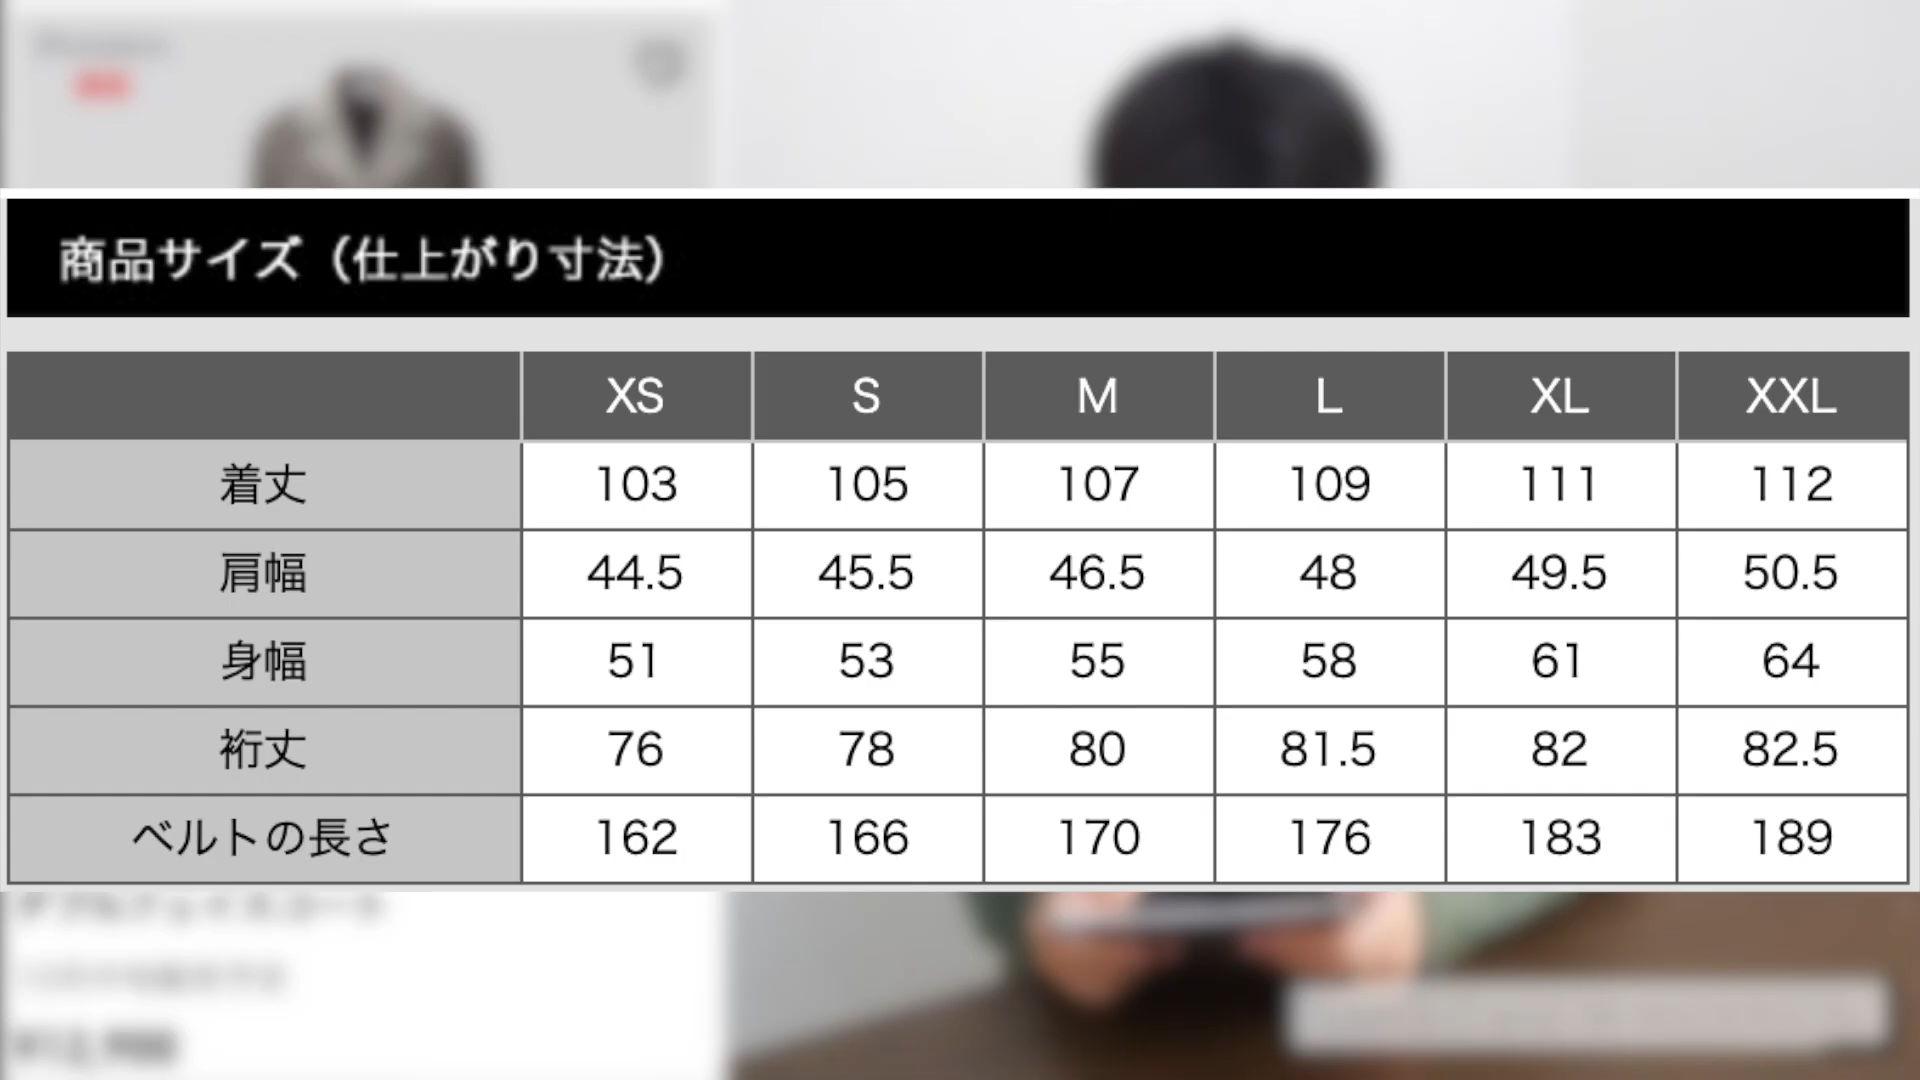 商品サイズ（仕上がり寸法）
XS S M L XL XXL
着丈 103 105 107 109 111 112
肩幅 44.5 45.5 46.5 48 49.5 50.5
身幅 51 53 55 58 61 64
裄丈 76 78 80 81.5 82 82.5
ベルトの長さ 162 166 170 176 183 189